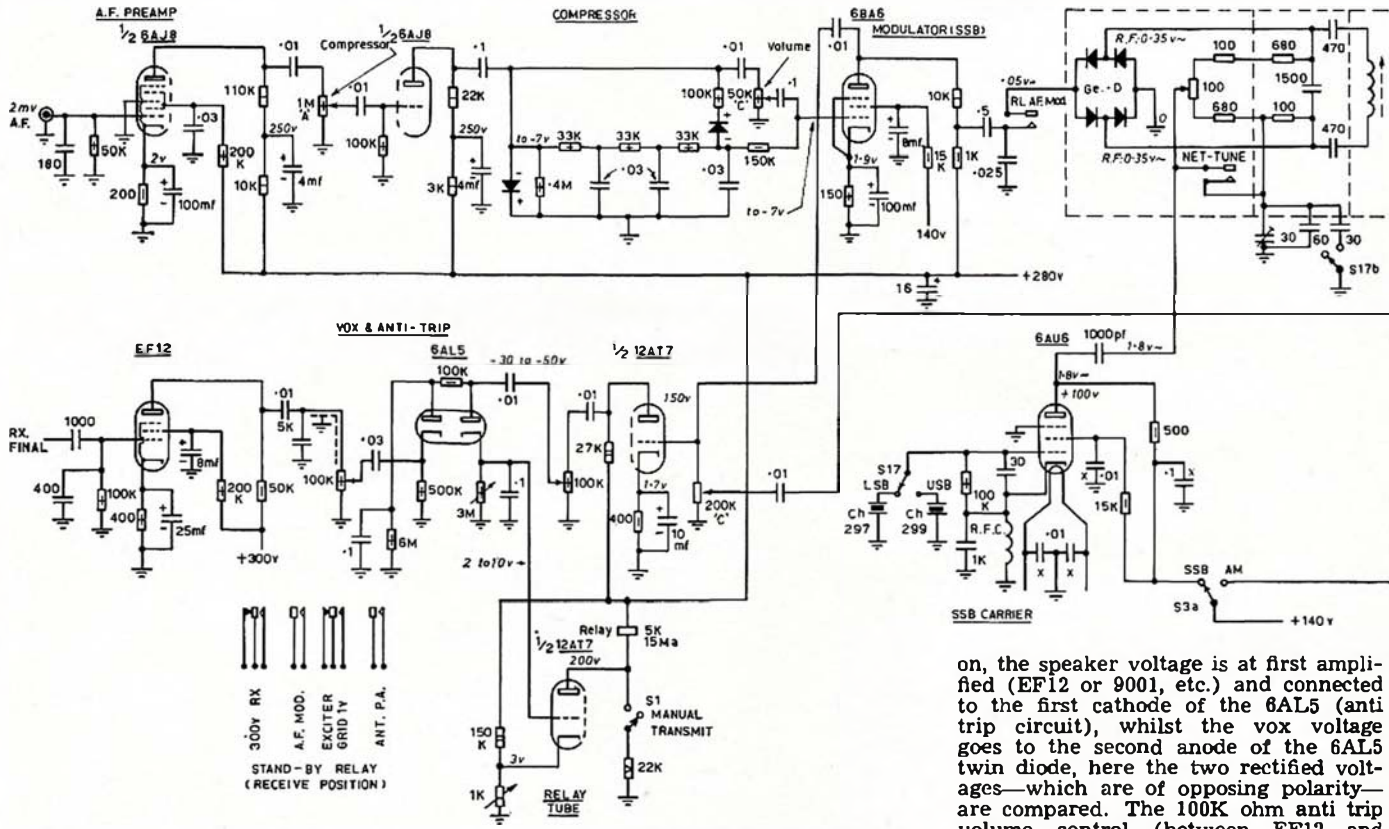 A.F. PREAMP
½ 6AJ8
2mv
A.F.
180
50K
200
2v
100mf
.03
200
K
110K
10K
250v
4mf
.01
Compressor
1M
'A'
COMPRESSOR
½ 6AJ8
.01
100K
22K
250v
3K
4mf
.1
to -7v
33K
33K
33K
.4M
.03
.03
100K
150K
.01
50K
"C"
Volume
.1
to -7v
6BA6
MODULATOR (SSB)
.01
1.9v
150
100mf
8mf
15
K
140v
10K
1K
.5
.025
.05v~
RL A.F. Mod.
16
+280v
R.F.: 0.35 v~
Ge.-D
R.F: 0.35v~
100
100
680
680
100
1500
470
470
NET-TUNE
30
60
30
S17b
EF12
RX.
FINAL
1000
400
100K
400
25mf
8mf
200
K
50K
+300v
.01
5K
100K
.03
VOX & ANTI-TRIP
6AL5
100K
-30 to -50v
.01
500K
.1
6M
3M
.1
2 to 10v
100K
.01
27K
½ 12AT7
150v
1.7v
400
10
mf
200K
'C'
.01
½ 12AT7
Relay
5K
15Ma
200v
S1
MANUAL
TRANSMIT
22K
150
K
3v
1K
RELAY
TUBE
300v RX
A.F. MOD.
EXCITER
GRID 1v
ANT. P.A.
STAND-BY RELAY
(RECEIVE POSITION)
6AU6
1000pf
1.8v~
1.8v~
+100v
500
.1
x
.01
x
15K
30
S17
LSB
USB
Ch
297
Ch
299
100
K
R.F.C.
1K
.01
x
x
SSB CARRIER
SSB
AM
S3a
+140v
on, the speaker voltage is at first ampli-
fied (EF12 or 9001, etc.) and connected
to the first cathode of the 6AL5 (anti
trip circuit), whilst the vox voltage
goes to the second anode of the 6AL5
twin diode, here the two rectified volt-
ages—which are of opposing polarity—
are compared. The 100K ohm anti trip
volume control (between EF12 and